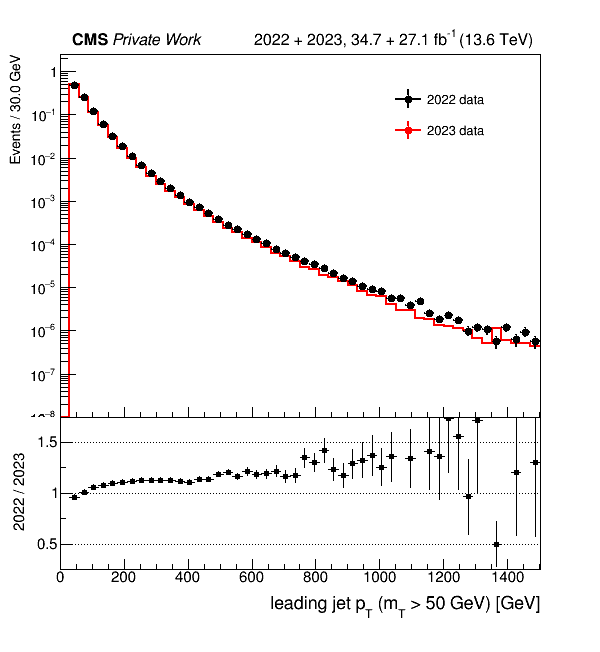 CMS Private Work 2022 + 2023, 34.7 + 27.1 fb⁻¹ (13.6 TeV)
Events / 30.0 GeV
1
10⁻¹
10⁻²
10⁻³
10⁻⁴
10⁻⁵
10⁻⁶
10⁻⁷
10⁻⁸
2022 data
2023 data
2022 / 2023
1.5
1
0.5
0 200 400 600 800 1000 1200 1400
leading jet p_T (m_T > 50 GeV) [GeV]